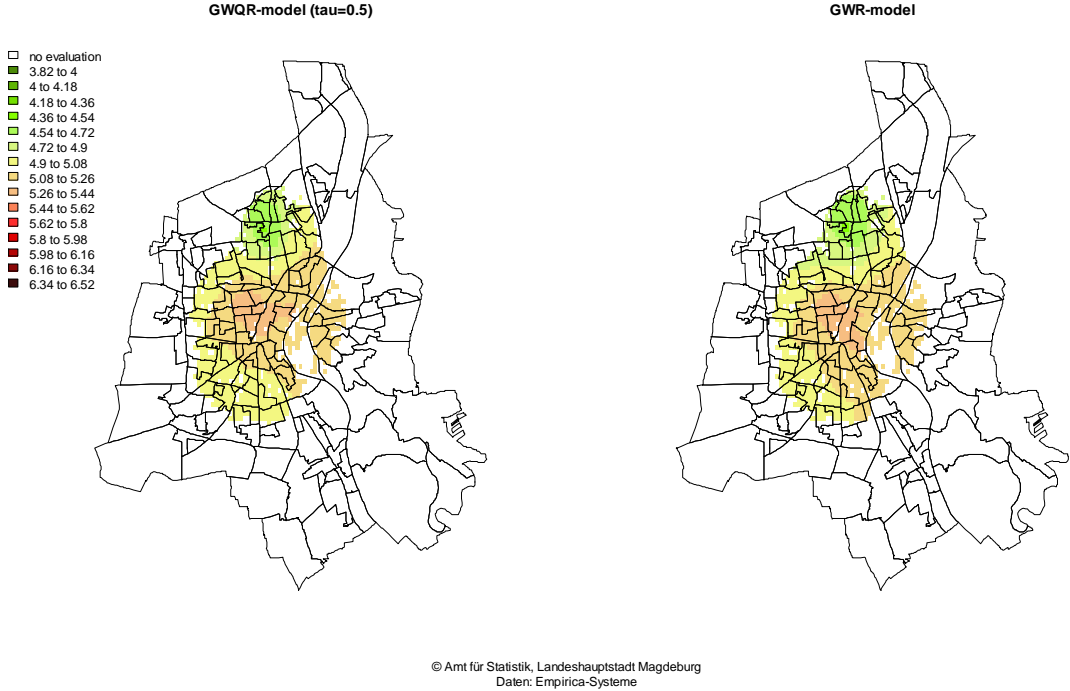 GWQR-model (tau=0.5)
GWR-model
no evaluation
3.82 to 4
4 to 4.18
4.18 to 4.36
4.36 to 4.54
4.54 to 4.72
4.72 to 4.9
4.9 to 5.08
5.08 to 5.26
5.26 to 5.44
5.44 to 5.62
5.62 to 5.8
5.8 to 5.98
5.98 to 6.16
6.16 to 6.34
6.34 to 6.52
© Amt für Statistik, Landeshauptstadt Magdeburg
Daten: Empirica-Systeme